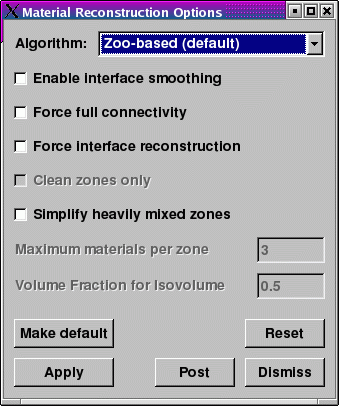 Material Reconstruction Options
Algorithm: Zoo-based (default)
Enable interface smoothing
Force full connectivity
Force interface reconstruction
Clean zones only
Simplify heavily mixed zones
Maximum materials per zone 3
Volume Fraction for Isovolume 0.5
Make default Reset
Apply Post Dismiss